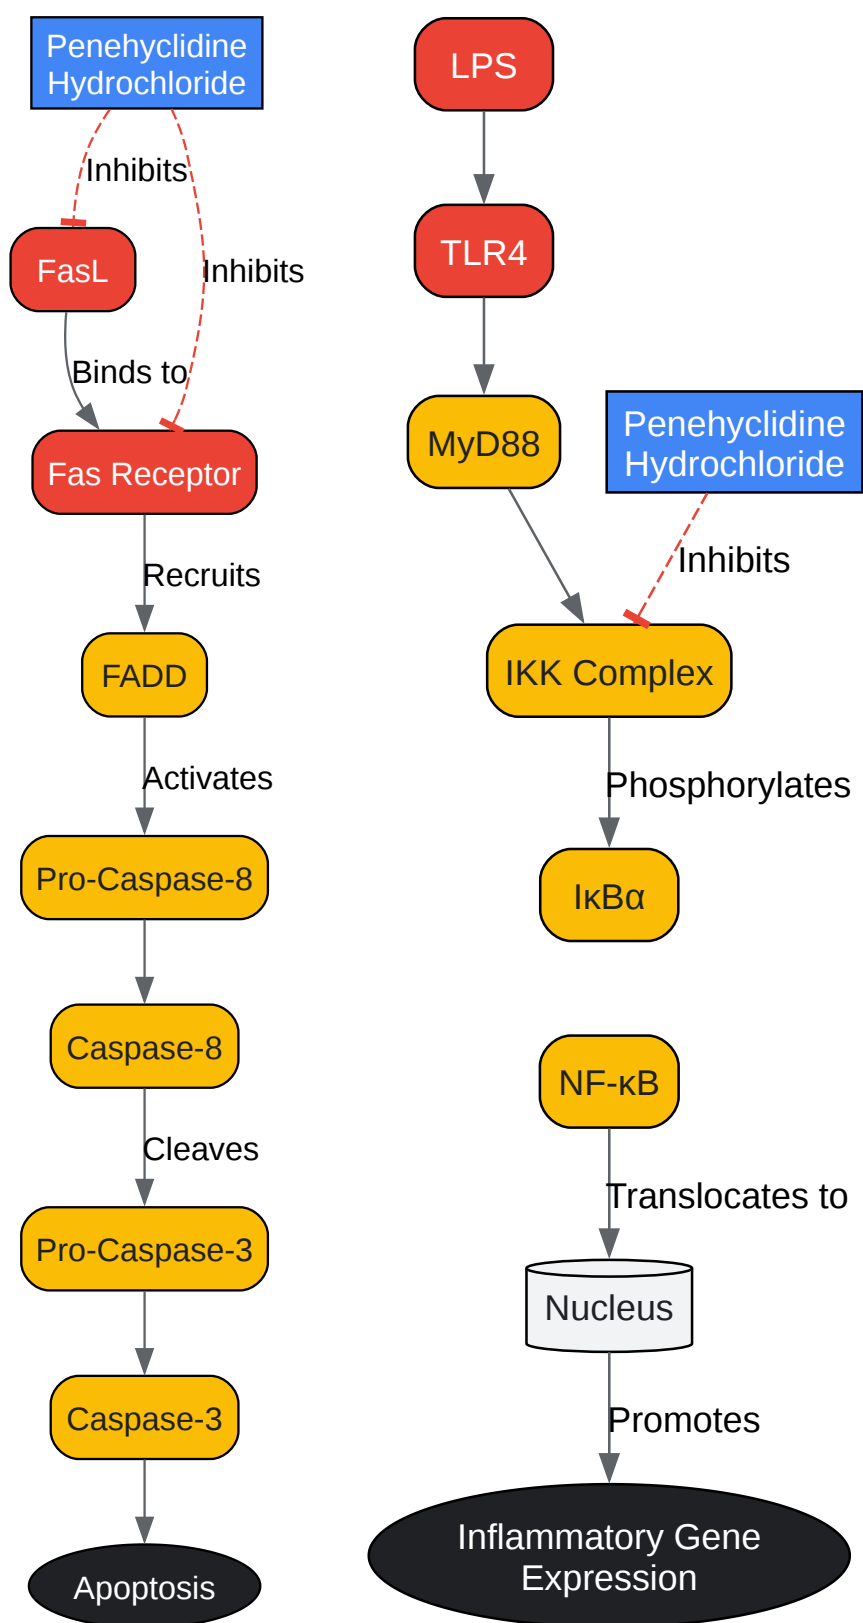 Penehyclidine
Hydrochloride
Inhibits
FasL
Inhibits
Binds to
Fas Receptor
Recruits
FADD
Activates
Pro-Caspase-8
Caspase-8
Cleaves
Pro-Caspase-3
Caspase-3
Apoptosis
LPS
TLR4
MyD88
Penehyclidine
Hydrochloride
Inhibits
IKK Complex
Phosphorylates
IκBα
NF-κB
Translocates to
Nucleus
Promotes
Inflammatory Gene
Expression